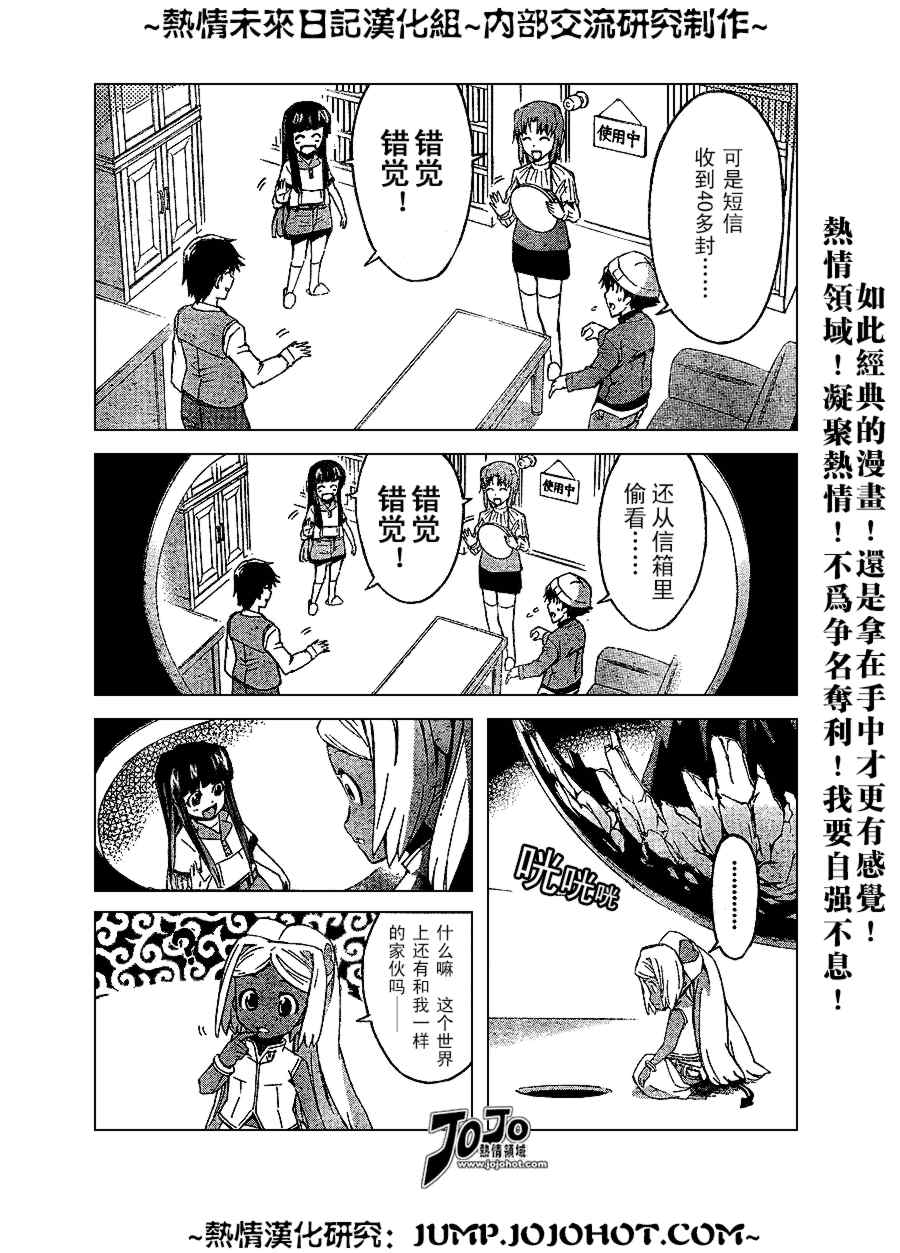 ~熱情未來日記漢化組~内部交流研究制作~
可是短信
收到40多封……
使用中
错觉
错觉！
还从信箱里
偷看……
使用中
错觉
错觉！
………
咣咣咣
什么嘛 这个世界
上还有和我一样
的家伙吗——
如此經典的漫畫！還是拿在手中才更有感覺！
熱情領域！凝聚熱情！不爲争名奪利！我要自强不息！
JOJO
熱情領域
www.jojohot.com
~熱情漢化研究：JUMP.JOJOHOT.COM~